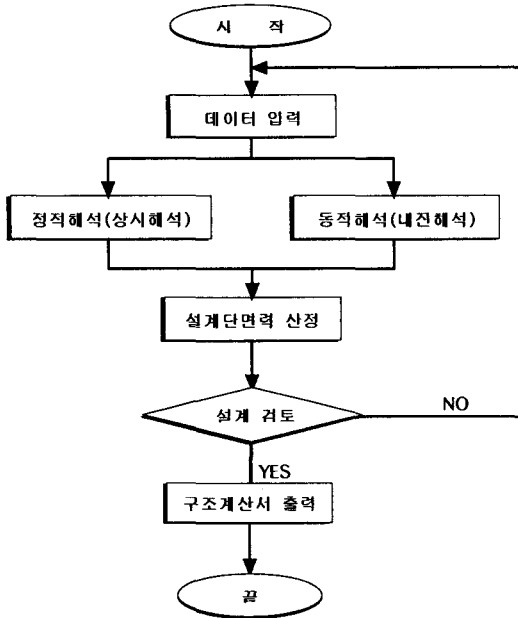 시 작
데이터 입력
정적해석(상시해석)
동적해석(내진해석)
설계단면력 산정
설계 검토
NO
YES
구조계산서 출력
끝